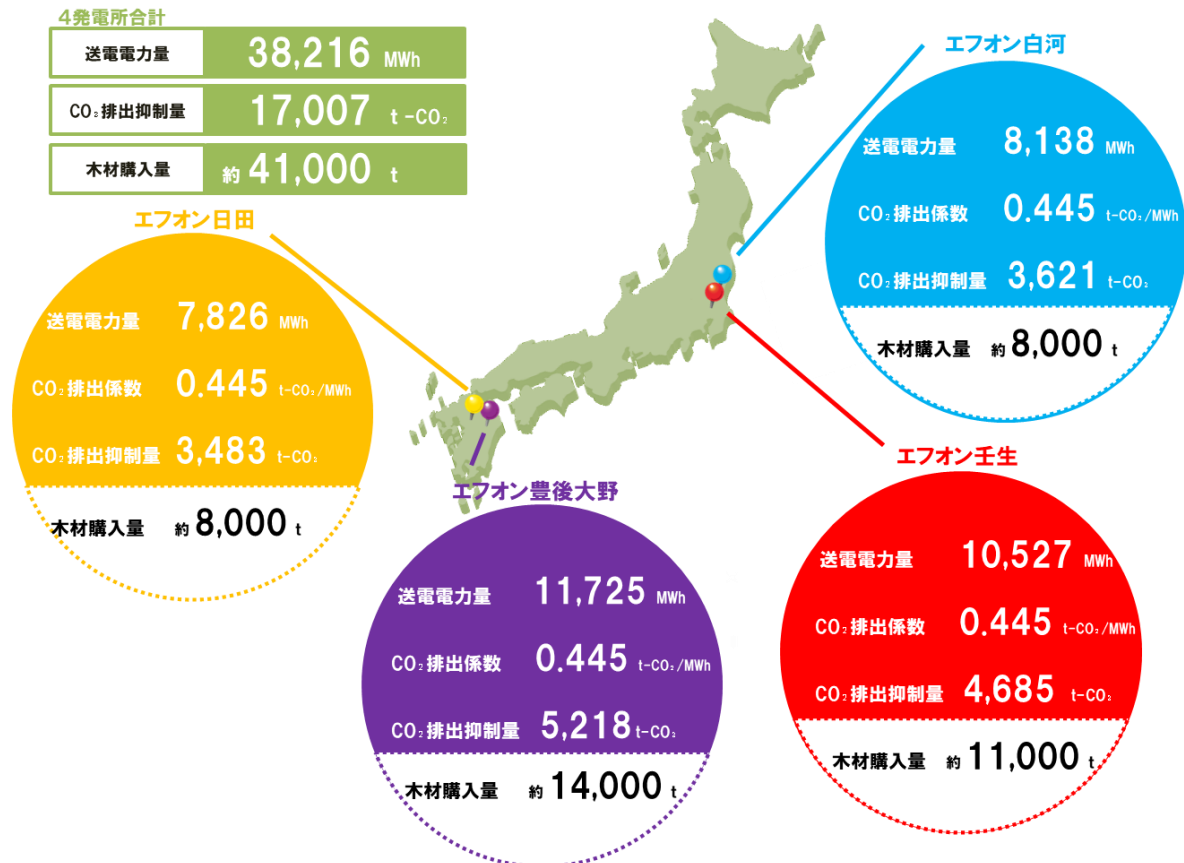 4発電所合計
送電電力量 38,216 MWh
CO₂排出抑制量 17,007 t-CO₂
木材購入量 約 41,000 t
エフオン白河
送電電力量 8,138 MWh
CO₂排出係数 0.445 t-CO₂/MWh
CO₂排出抑制量 3,621 t-CO₂
木材購入量 約 8,000 t
エフオン日田
送電電力量 7,826 MWh
CO₂排出係数 0.445 t-CO₂/MWh
CO₂排出抑制量 3,483 t-CO₂
木材購入量 約 8,000 t
エフオン豊後大野
送電電力量 11,725 MWh
CO₂排出係数 0.445 t-CO₂/MWh
CO₂排出抑制量 5,218 t-CO₂
木材購入量 約 14,000 t
エフオン壬生
送電電力量 10,527 MWh
CO₂排出係数 0.445 t-CO₂/MWh
CO₂排出抑制量 4,685 t-CO₂
木材購入量 約 11,000 t